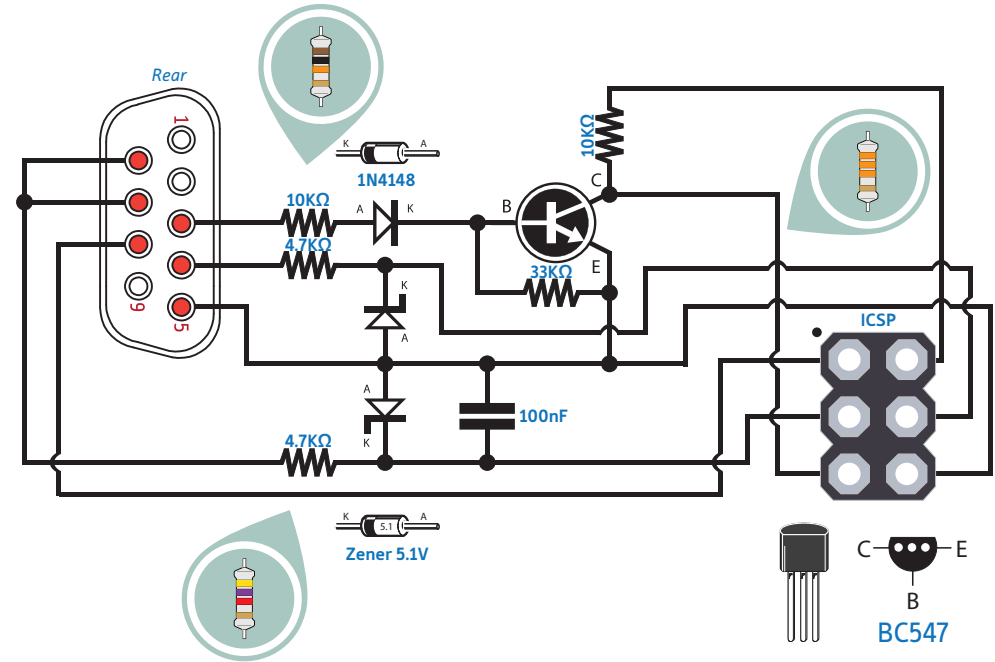 Rear
1
9
5
K
A
1N4148
10KΩ
A
K
4.7KΩ
B
C
E
10KΩ
33KΩ
K
A
A
K
100nF
4.7KΩ
ICSP
K
5.1
A
Zener 5.1V
C
E
B
BC547